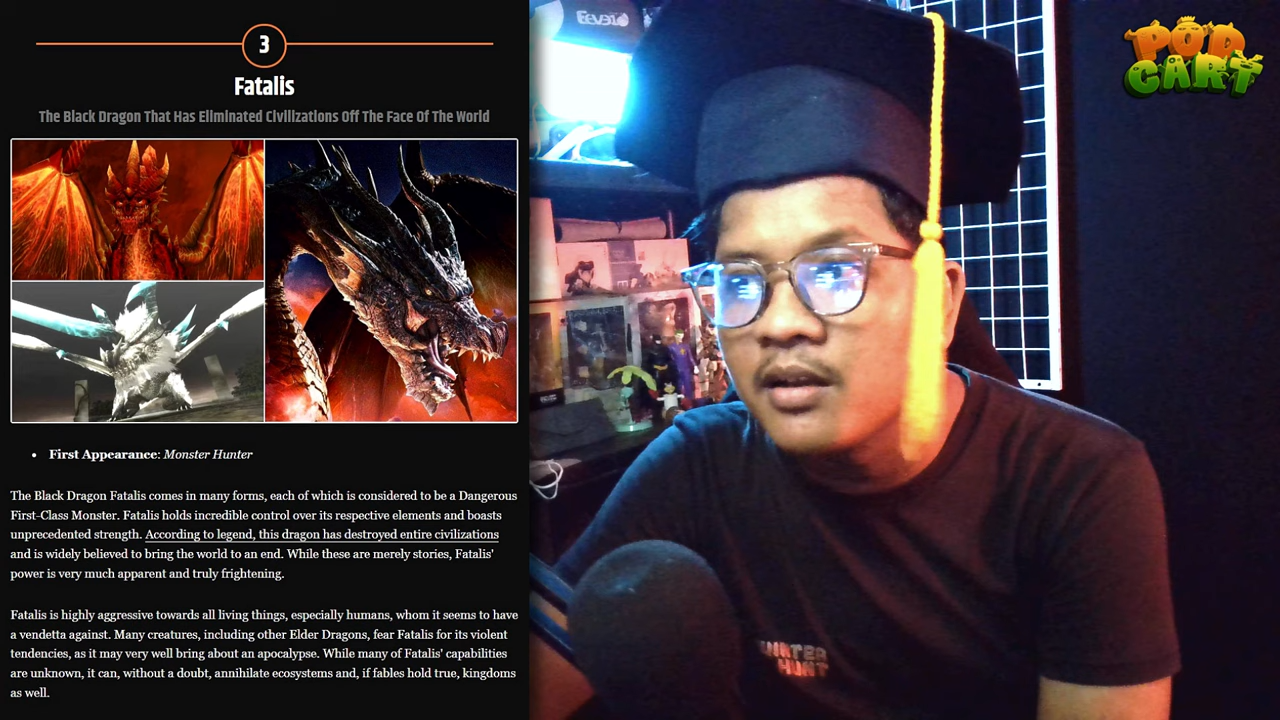 3
Fatalis
The Black Dragon That Has Eliminated Civilizations Off The Face Of The World
• First Appearance: Monster Hunter
The Black Dragon Fatalis comes in many forms, each of which is considered to be a Dangerous
First-Class Monster. Fatalis holds incredible control over its respective elements and boasts
unprecedented strength. According to legend, this dragon has destroyed entire civilizations
and is widely believed to bring the world to an end. While these are merely stories, Fatalis'
power is very much apparent and truly frightening.
Fatalis is highly aggressive towards all living things, especially humans, whom it seems to have
a vendetta against. Many creatures, including other Elder Dragons, fear Fatalis for its violent
tendencies, as it may very well bring about an apocalypse. While many of Fatalis' capabilities
are unknown, it can, without a doubt, annihilate ecosystems and, if fables hold true, kingdoms
as well.
POD
CART
HUNTER
HUNT